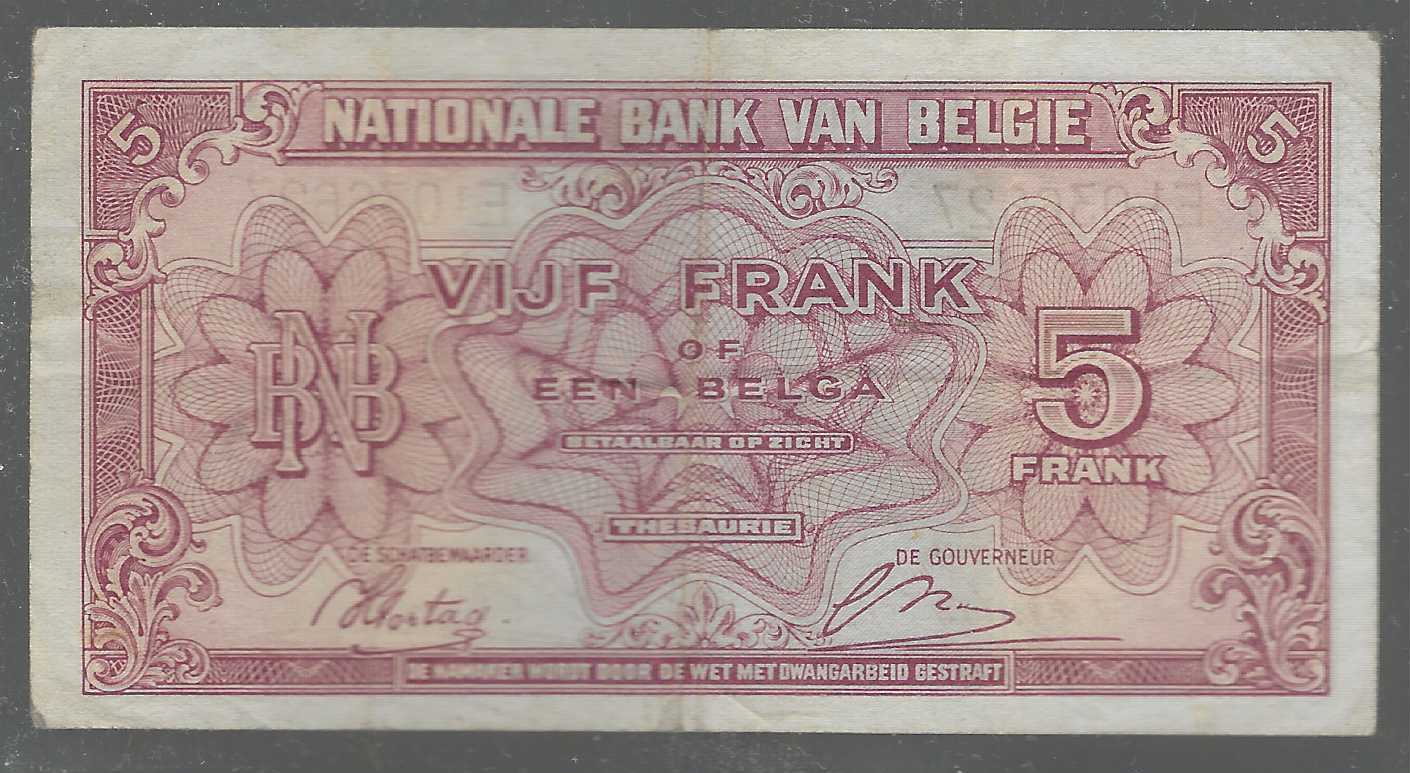 5 NATIONALE BANK VAN BELGIE 5
VIJF FRANK
OF
EEN BELGA
BETAALBAAR OP ZICHT
NBB
5
FRANK
THESAURIE
DE SCHATBEWAARDER
DE GOUVERNEUR
DE NAMAKER WORDT DOOR DE WET MET DWANGARBEID GESTRAFT